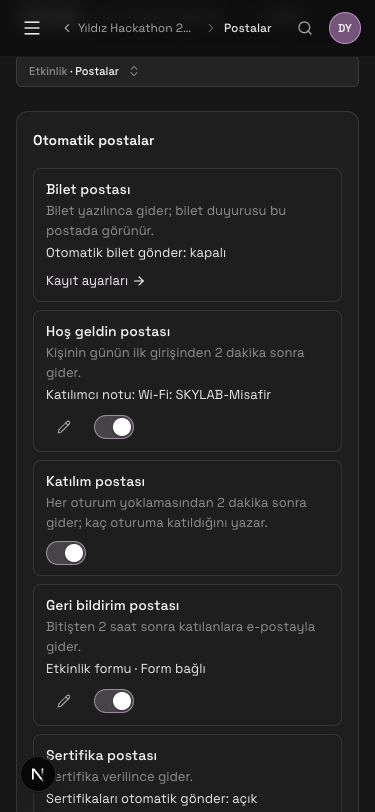 Yıldız Hackathon 2...
Postalar
DY
Etkinlik · Postalar
Otomatik postalar
Bilet postası
Bilet yazılınca gider; bilet duyurusu bu
postada görünür.
Otomatik bilet gönder: kapalı
Kayıt ayarları →
Hoş geldin postası
Kişinin günün ilk girişinden 2 dakika sonra
gider.
Katılımcı notu: Wi-Fi: SKYLAB-Misafir
Katılım postası
Her oturum yoklamasından 2 dakika sonra
gider; kaç oturuma katıldığını yazar.
Geri bildirim postası
Bitişten 2 saat sonra katılanlara e-postayla
gider.
Etkinlik formu · Form bağlı
Sertifika postası
Sertifika verilince gider.
Sertifikaları otomatik gönder: açık
N